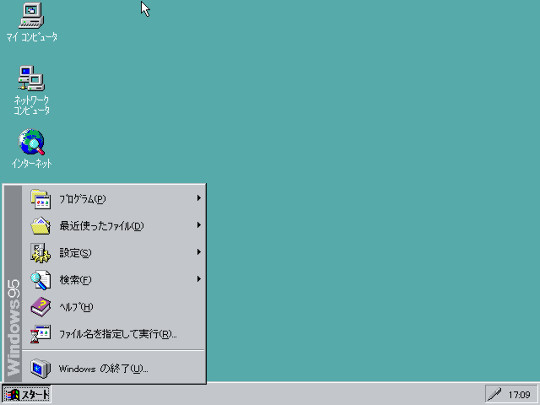 マイ コンピュータ
ネットワーク
コンピュータ
インターネット
プログラム(P)
最近使ったファイル(D)
設定(S)
検索(F)
ヘルプ(H)
ファイル名を指定して実行(R)...
Windows の終了(U)...
Windows95
スタート
17:09